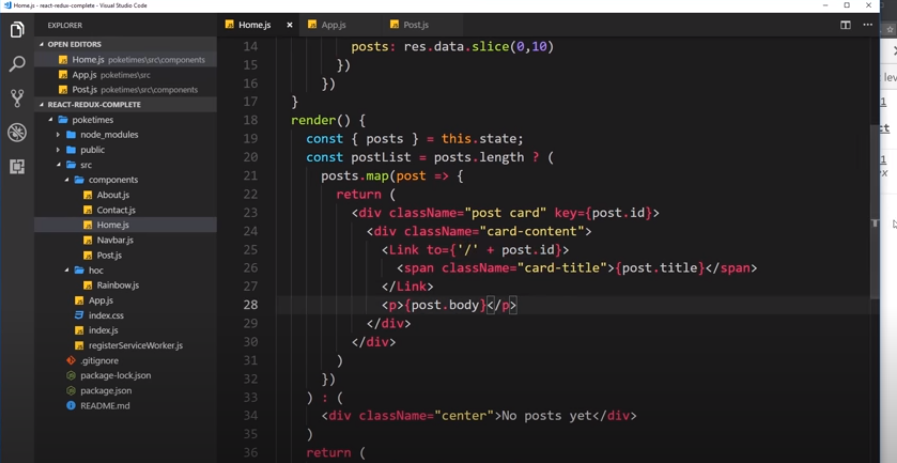 Home.js - react-redux-complete - Visual Studio Code
EXPLORER
OPEN EDITORS
Home.js poketimes\src\components
App.js poketimes\src
Post.js poketimes\src\components
REACT-REDUX-COMPLETE
poketimes
node_modules
public
src
components
About.js
Contact.js
Home.js
Navbar.js
Post.js
hoc
Rainbow.js
App.js
index.css
index.js
registerServiceWorker.js
.gitignore
package-lock.json
package.json
README.md
Home.js App.js Post.js
14 posts: res.data.slice(0,10)
15 })
16 })
17 }
18 render() {
19 const { posts } = this.state;
20 const postList = posts.length ? (
21 posts.map(post => {
22 return (
23 <div className="post card" key={post.id}>
24 <div className="card-content">
25 <Link to={'/' + post.id}>
26 <span className="card-title">{post.title}</span>
27 </Link>
28 <p>{post.body}</p>
29 </div>
30 </div>
31 )
32 })
33 ) : (
34 <div className="center">No posts yet</div>
35 )
36 return (